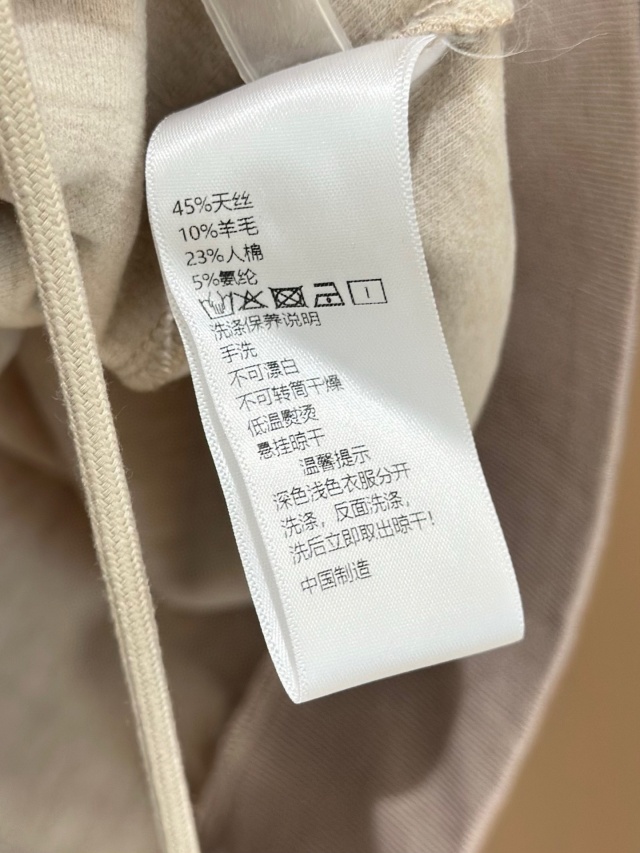 45%天丝
10%羊毛
23%人棉
5%氨纶
洗涤保养说明
手洗
不可漂白
不可转筒干燥
低温熨烫
悬挂晾干
温馨提示
深色浅色衣服分开
洗涤，反面洗涤，
洗后立即取出晾干！
中国制造